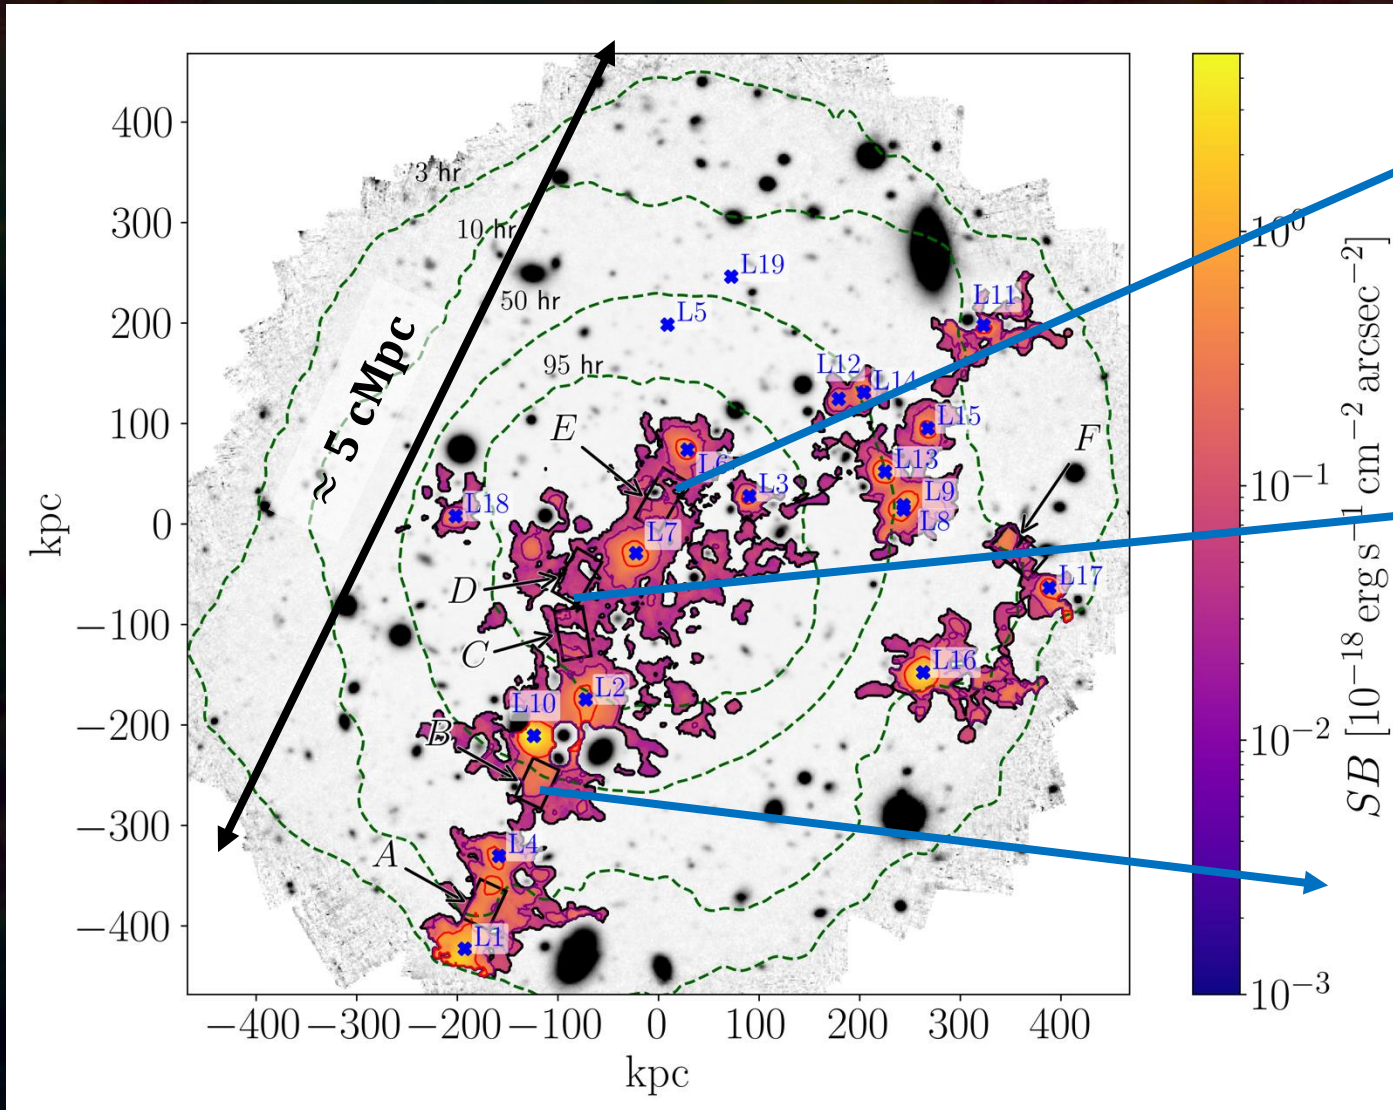 400
300
200
100
0
−100
−200
−300
−400
kpc
−400
−300
−200
−100
0
100
200
300
400
kpc
3 hr
10 hr
50 hr
95 hr
≈ 5 cMpc
L19
L5
L11
L12
L14
L15
E
F
L6
L13
L3
L9
L18
L8
L7
D
L17
C
L16
L2
L10
B
L4
A
L1
10⁰
10⁻¹
10⁻²
10⁻³
SB [10⁻¹⁸ erg s⁻¹ cm⁻² arcsec⁻²]